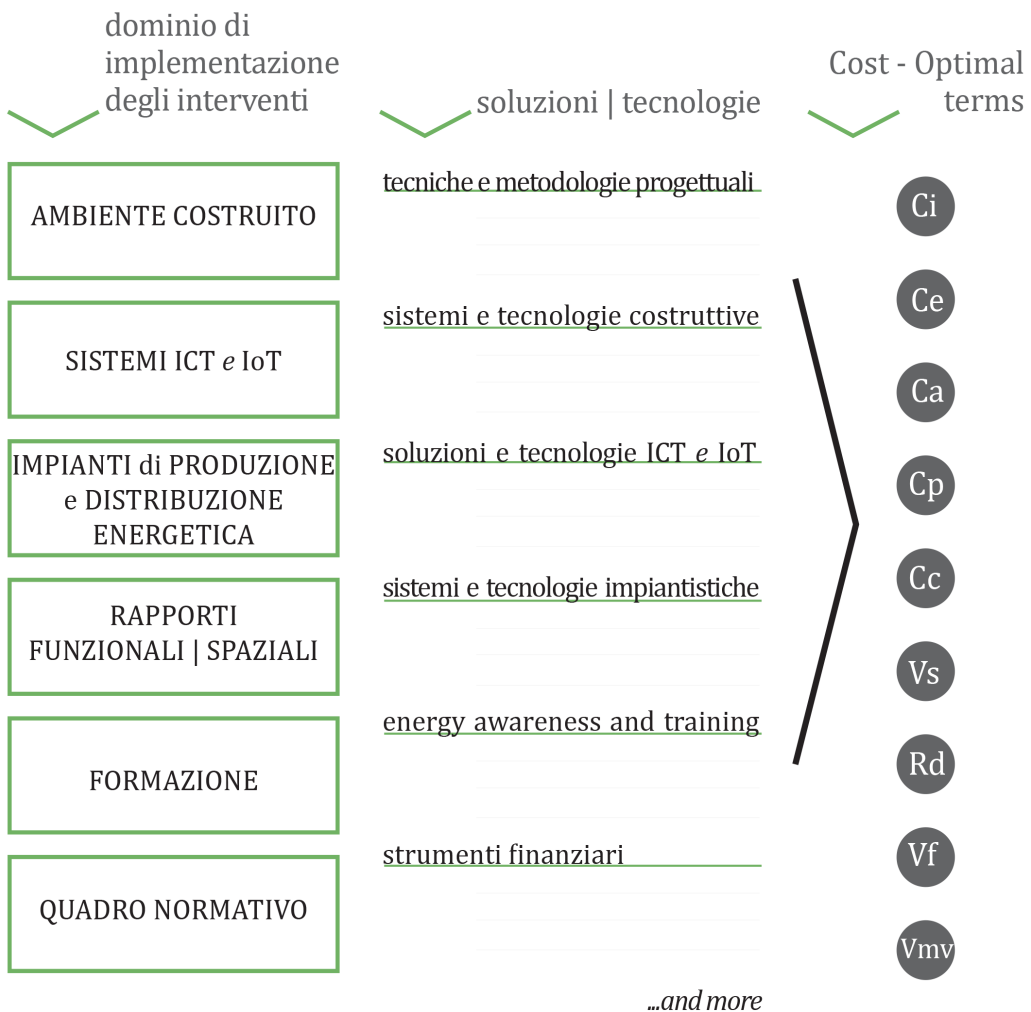 dominio di
implementazione
degli interventi
AMBIENTE COSTRUITO
SISTEMI ICT e IoT
IMPIANTI di PRODUZIONE
e DISTRIBUZIONE
ENERGETICA
RAPPORTI
FUNZIONALI | SPAZIALI
FORMAZIONE
QUADRO NORMATIVO
soluzioni | tecnologie
tecniche e metodologie progettuali
sistemi e tecnologie costruttive
soluzioni e tecnologie ICT e IoT
sistemi e tecnologie impiantistiche
energy awareness and training
strumenti finanziari
...and more
Cost - Optimal
terms
Ci
Ce
Ca
Cp
Cc
Vs
Rd
Vf
Vmv